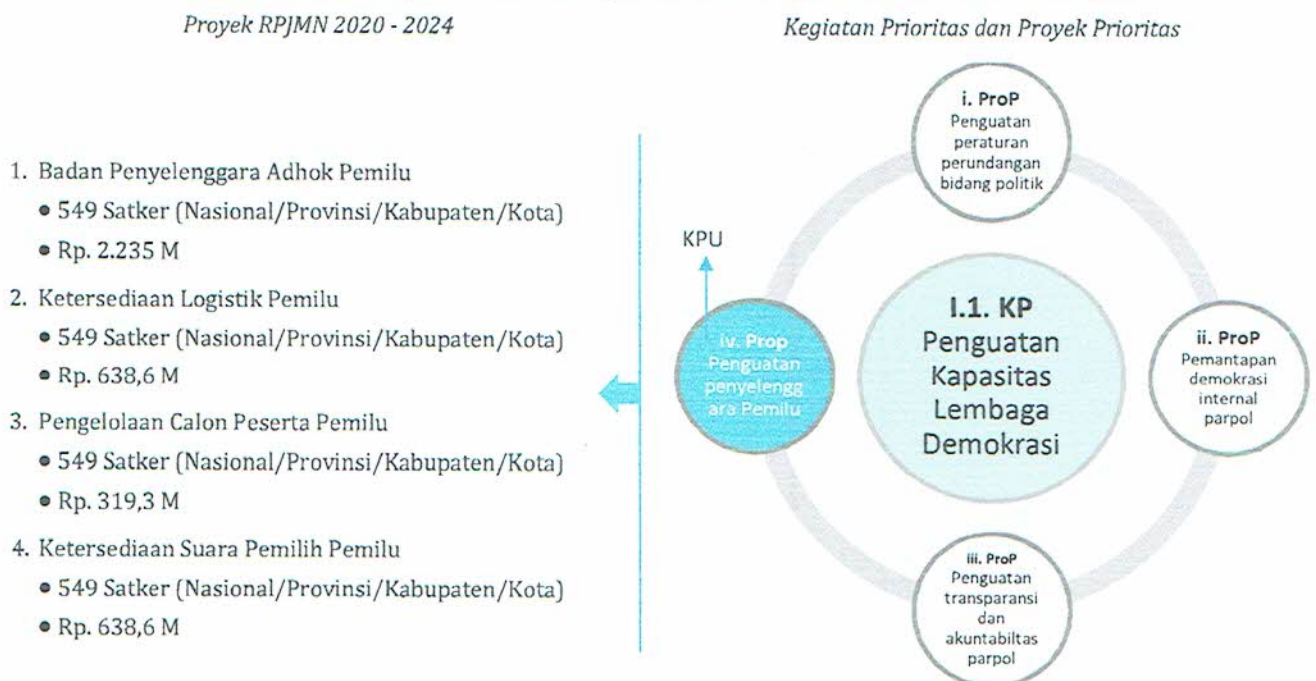 Proyek RPJMN 2020 - 2024
1. Badan Penyelenggara Adhok Pemilu
• 549 Satker (Nasional/Provinsi/Kabupaten/Kota)
• Rp. 2.235 M
2. Ketersediaan Logistik Pemilu
• 549 Satker (Nasional/Provinsi/Kabupaten/Kota)
• Rp. 638,6 M
3. Pengelolaan Calon Peserta Pemilu
• 549 Satker (Nasional/Provinsi/Kabupaten/Kota)
• Rp. 319,3 M
4. Ketersediaan Suara Pemilih Pemilu
• 549 Satker (Nasional/Provinsi/Kabupaten/Kota)
• Rp. 638,6 M
Kegiatan Prioritas dan Proyek Prioritas
i. ProP
Penguatan
peraturan
perundangan
bidang politik
KPU
iv. Prop
Penguatan
penyelengg
ara Pemilu
I.1. KP
Penguatan
Kapasitas
Lembaga
Demokrasi
ii. ProP
Pemantapan
demokrasi
internal
parpol
iii. ProP
Penguatan
transparansi
dan
akuntabiltas
parpol